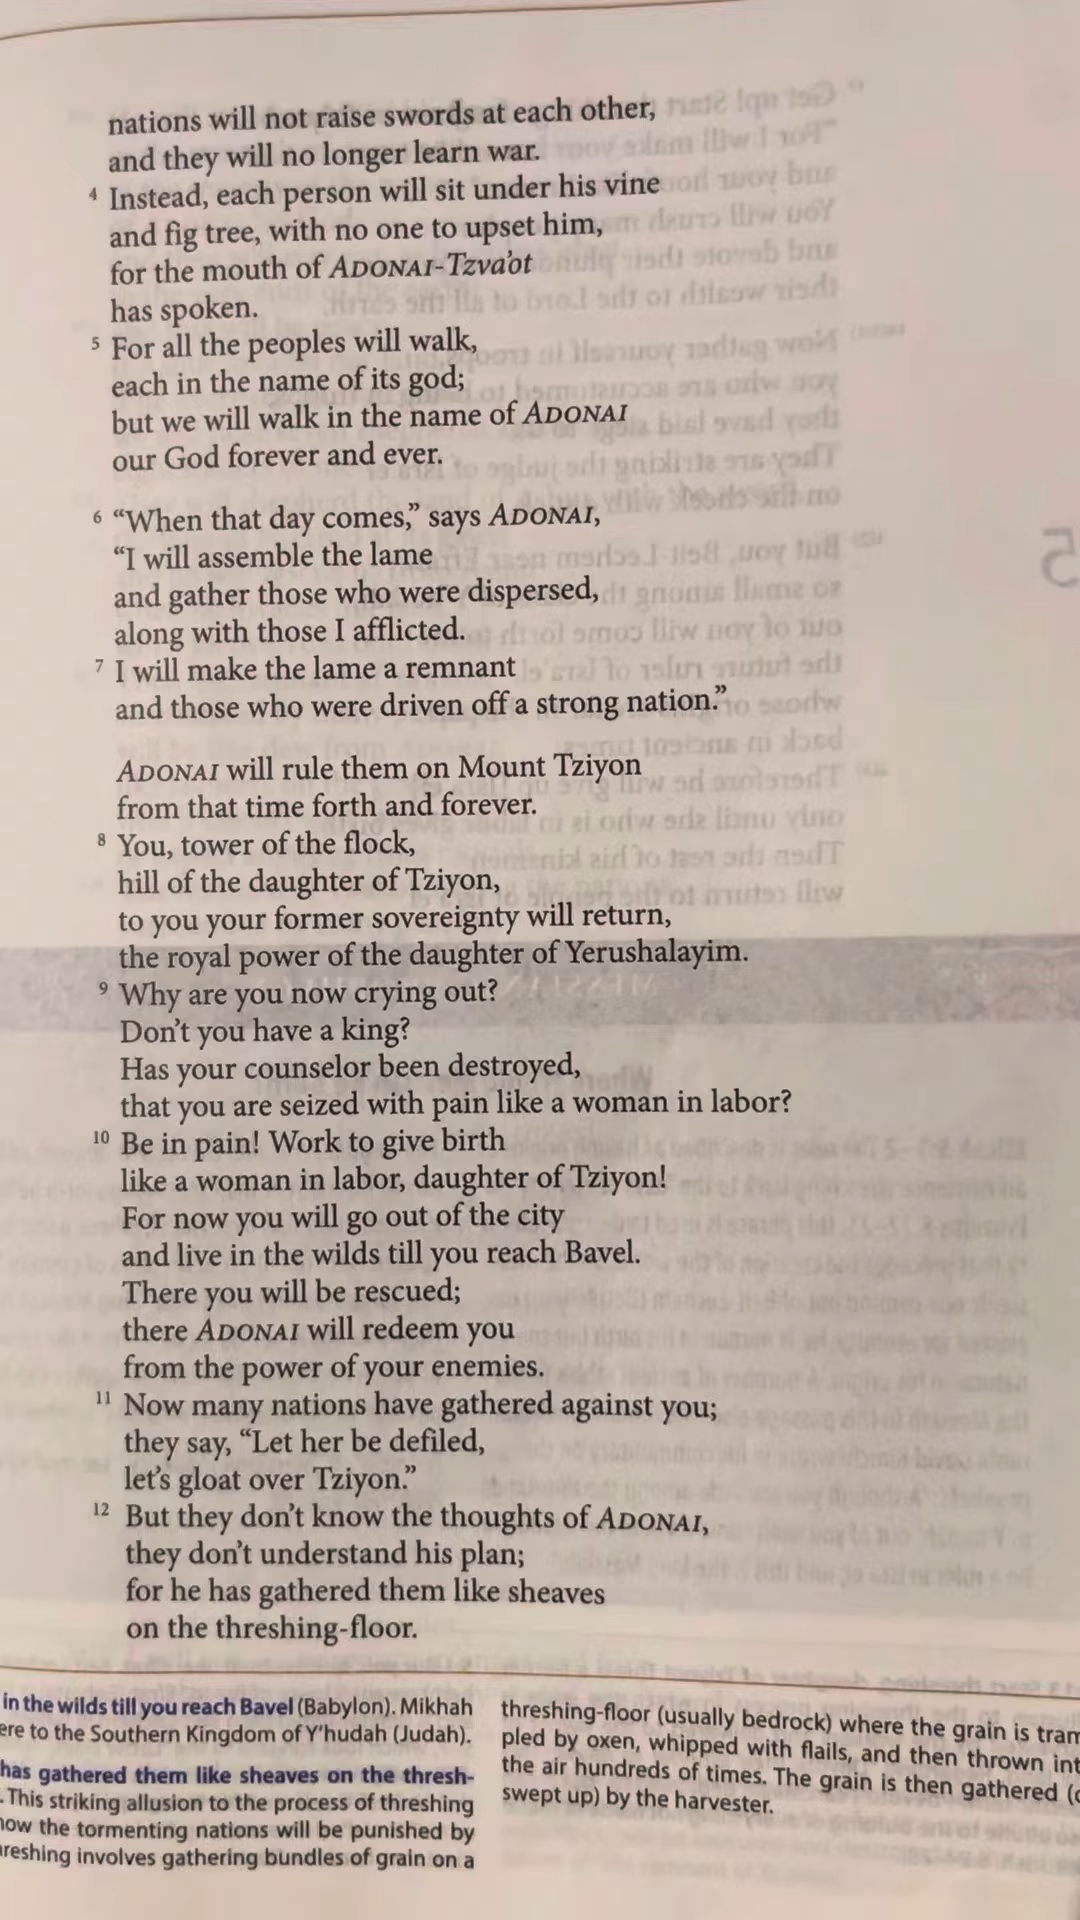 nations will not raise swords at each other,
and they will no longer learn war.
4 Instead, each person will sit under his vine
and fig tree, with no one to upset him,
for the mouth of ADONAI-Tzva'ot
has spoken.
5 For all the peoples will walk,
each in the name of its god;
but we will walk in the name of ADONAI
our God forever and ever.
6 “When that day comes,” says ADONAI,
“I will assemble the lame
and gather those who were dispersed,
along with those I afflicted.
7 I will make the lame a remnant
and those who were driven off a strong nation.”
ADONAI will rule them on Mount Tziyon
from that time forth and forever.
8 You, tower of the flock,
hill of the daughter of Tziyon,
to you your former sovereignty will return,
the royal power of the daughter of Yerushalayim.
9 Why are you now crying out?
Don’t you have a king?
Has your counselor been destroyed,
that you are seized with pain like a woman in labor?
10 Be in pain! Work to give birth
like a woman in labor, daughter of Tziyon!
For now you will go out of the city
and live in the wilds till you reach Bavel.
There you will be rescued;
there ADONAI will redeem you
from the power of your enemies.
11 Now many nations have gathered against you;
they say, “Let her be defiled,
let’s gloat over Tziyon.”
12 But they don’t know the thoughts of ADONAI,
they don’t understand his plan;
for he has gathered them like sheaves
on the threshing-floor.
in the wilds till you reach Bavel (Babylon). Mikhah
ere to the Southern Kingdom of Y’hudah (Judah).
has gathered them like sheaves on the thresh-
. This striking allusion to the process of threshing
how the tormenting nations will be punished by
reshing involves gathering bundles of grain on a
threshing-floor (usually bedrock) where the grain is tram
pled by oxen, whipped with flails, and then thrown int
the air hundreds of times. The grain is then gathered (
swept up) by the harvester.